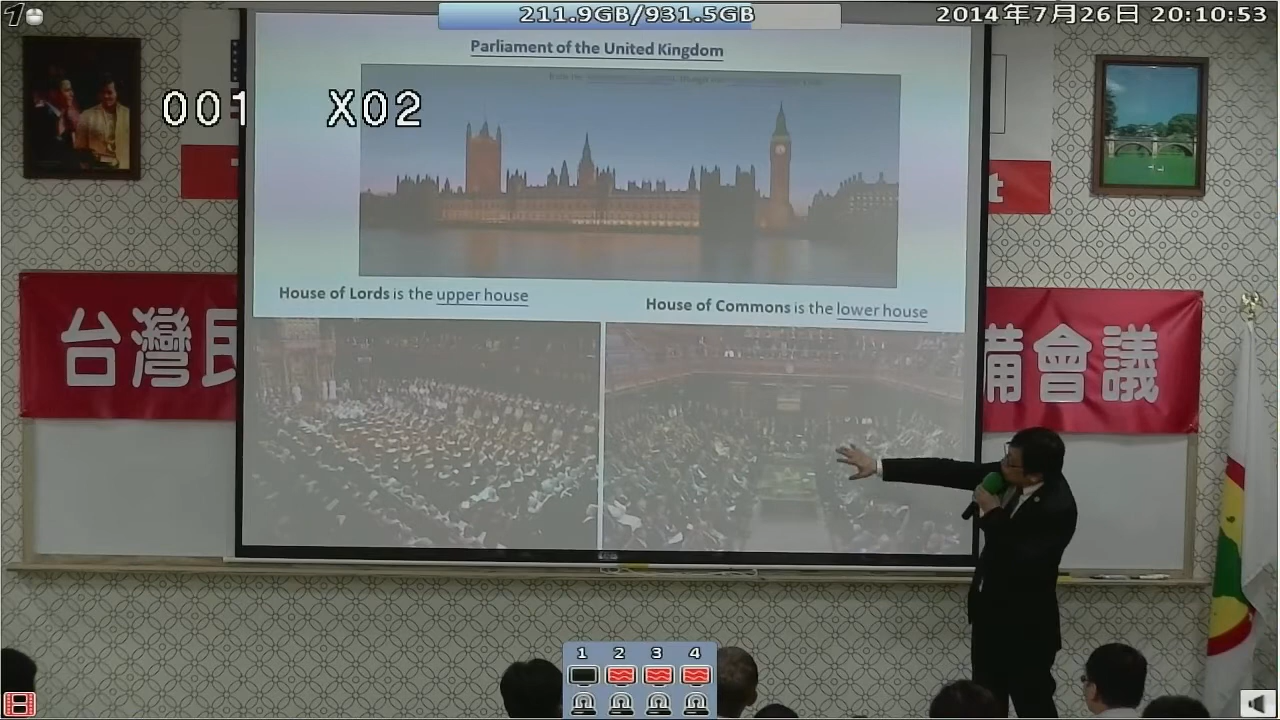 1
211.9GB/931.5GB
2014年7月26日 20:10:53
Parliament of the United Kingdom
001 X02
t
House of Lords is the upper house
House of Commons is the lower house
台灣民
備會議
1 2 3 4